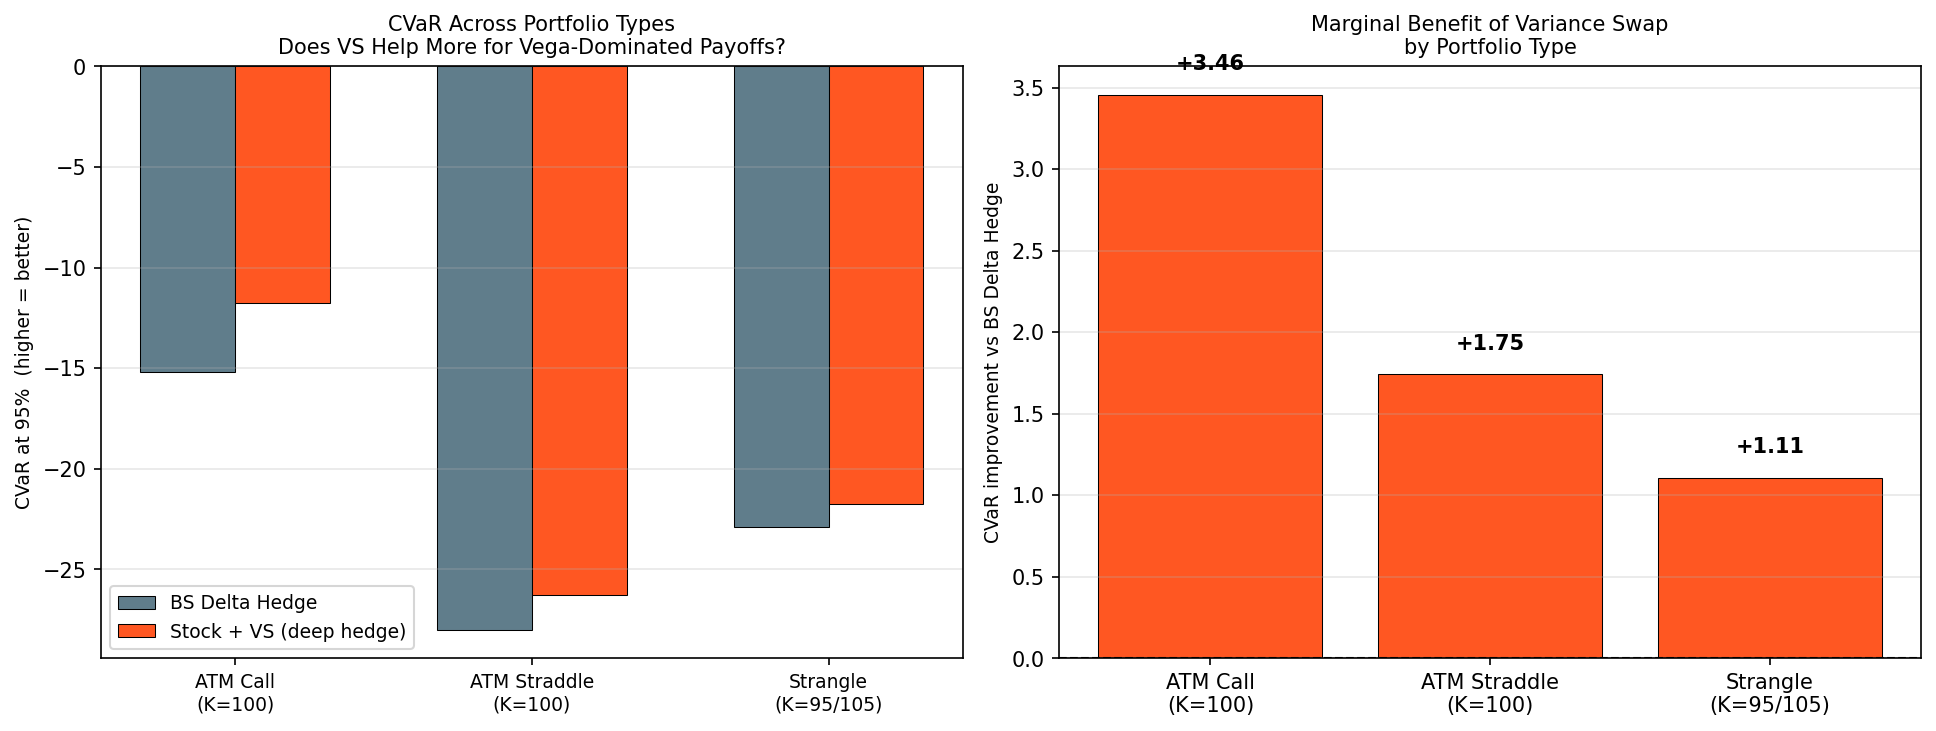 CVaR Across Portfolio Types
Does VS Help More for Vega-Dominated Payoffs?
CVaR at 95%  (higher = better)
0
−5
−10
−15
−20
−25
BS Delta Hedge
Stock + VS (deep hedge)
ATM Call
(K=100)
ATM Straddle
(K=100)
Strangle
(K=95/105)
Marginal Benefit of Variance Swap
by Portfolio Type
CVaR improvement vs BS Delta Hedge
3.5
3.0
2.5
2.0
1.5
1.0
0.5
0.0
+3.46
+1.75
+1.11
ATM Call
(K=100)
ATM Straddle
(K=100)
Strangle
(K=95/105)